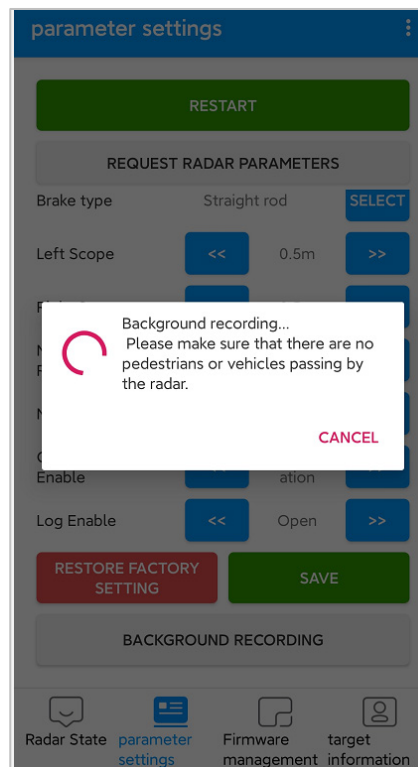 parameter settings
RESTART
REQUEST RADAR PARAMETERS
Brake type Straight rod SELECT
Left Scope << 0.5m >>
Background recording...
Please make sure that there are no
pedestrians or vehicles passing by
the radar.
CANCEL
Enable ation
Log Enable << Open >>
RESTORE FACTORY
SETTING
SAVE
BACKGROUND RECORDING
Radar State parameter Firmware target
settings management information